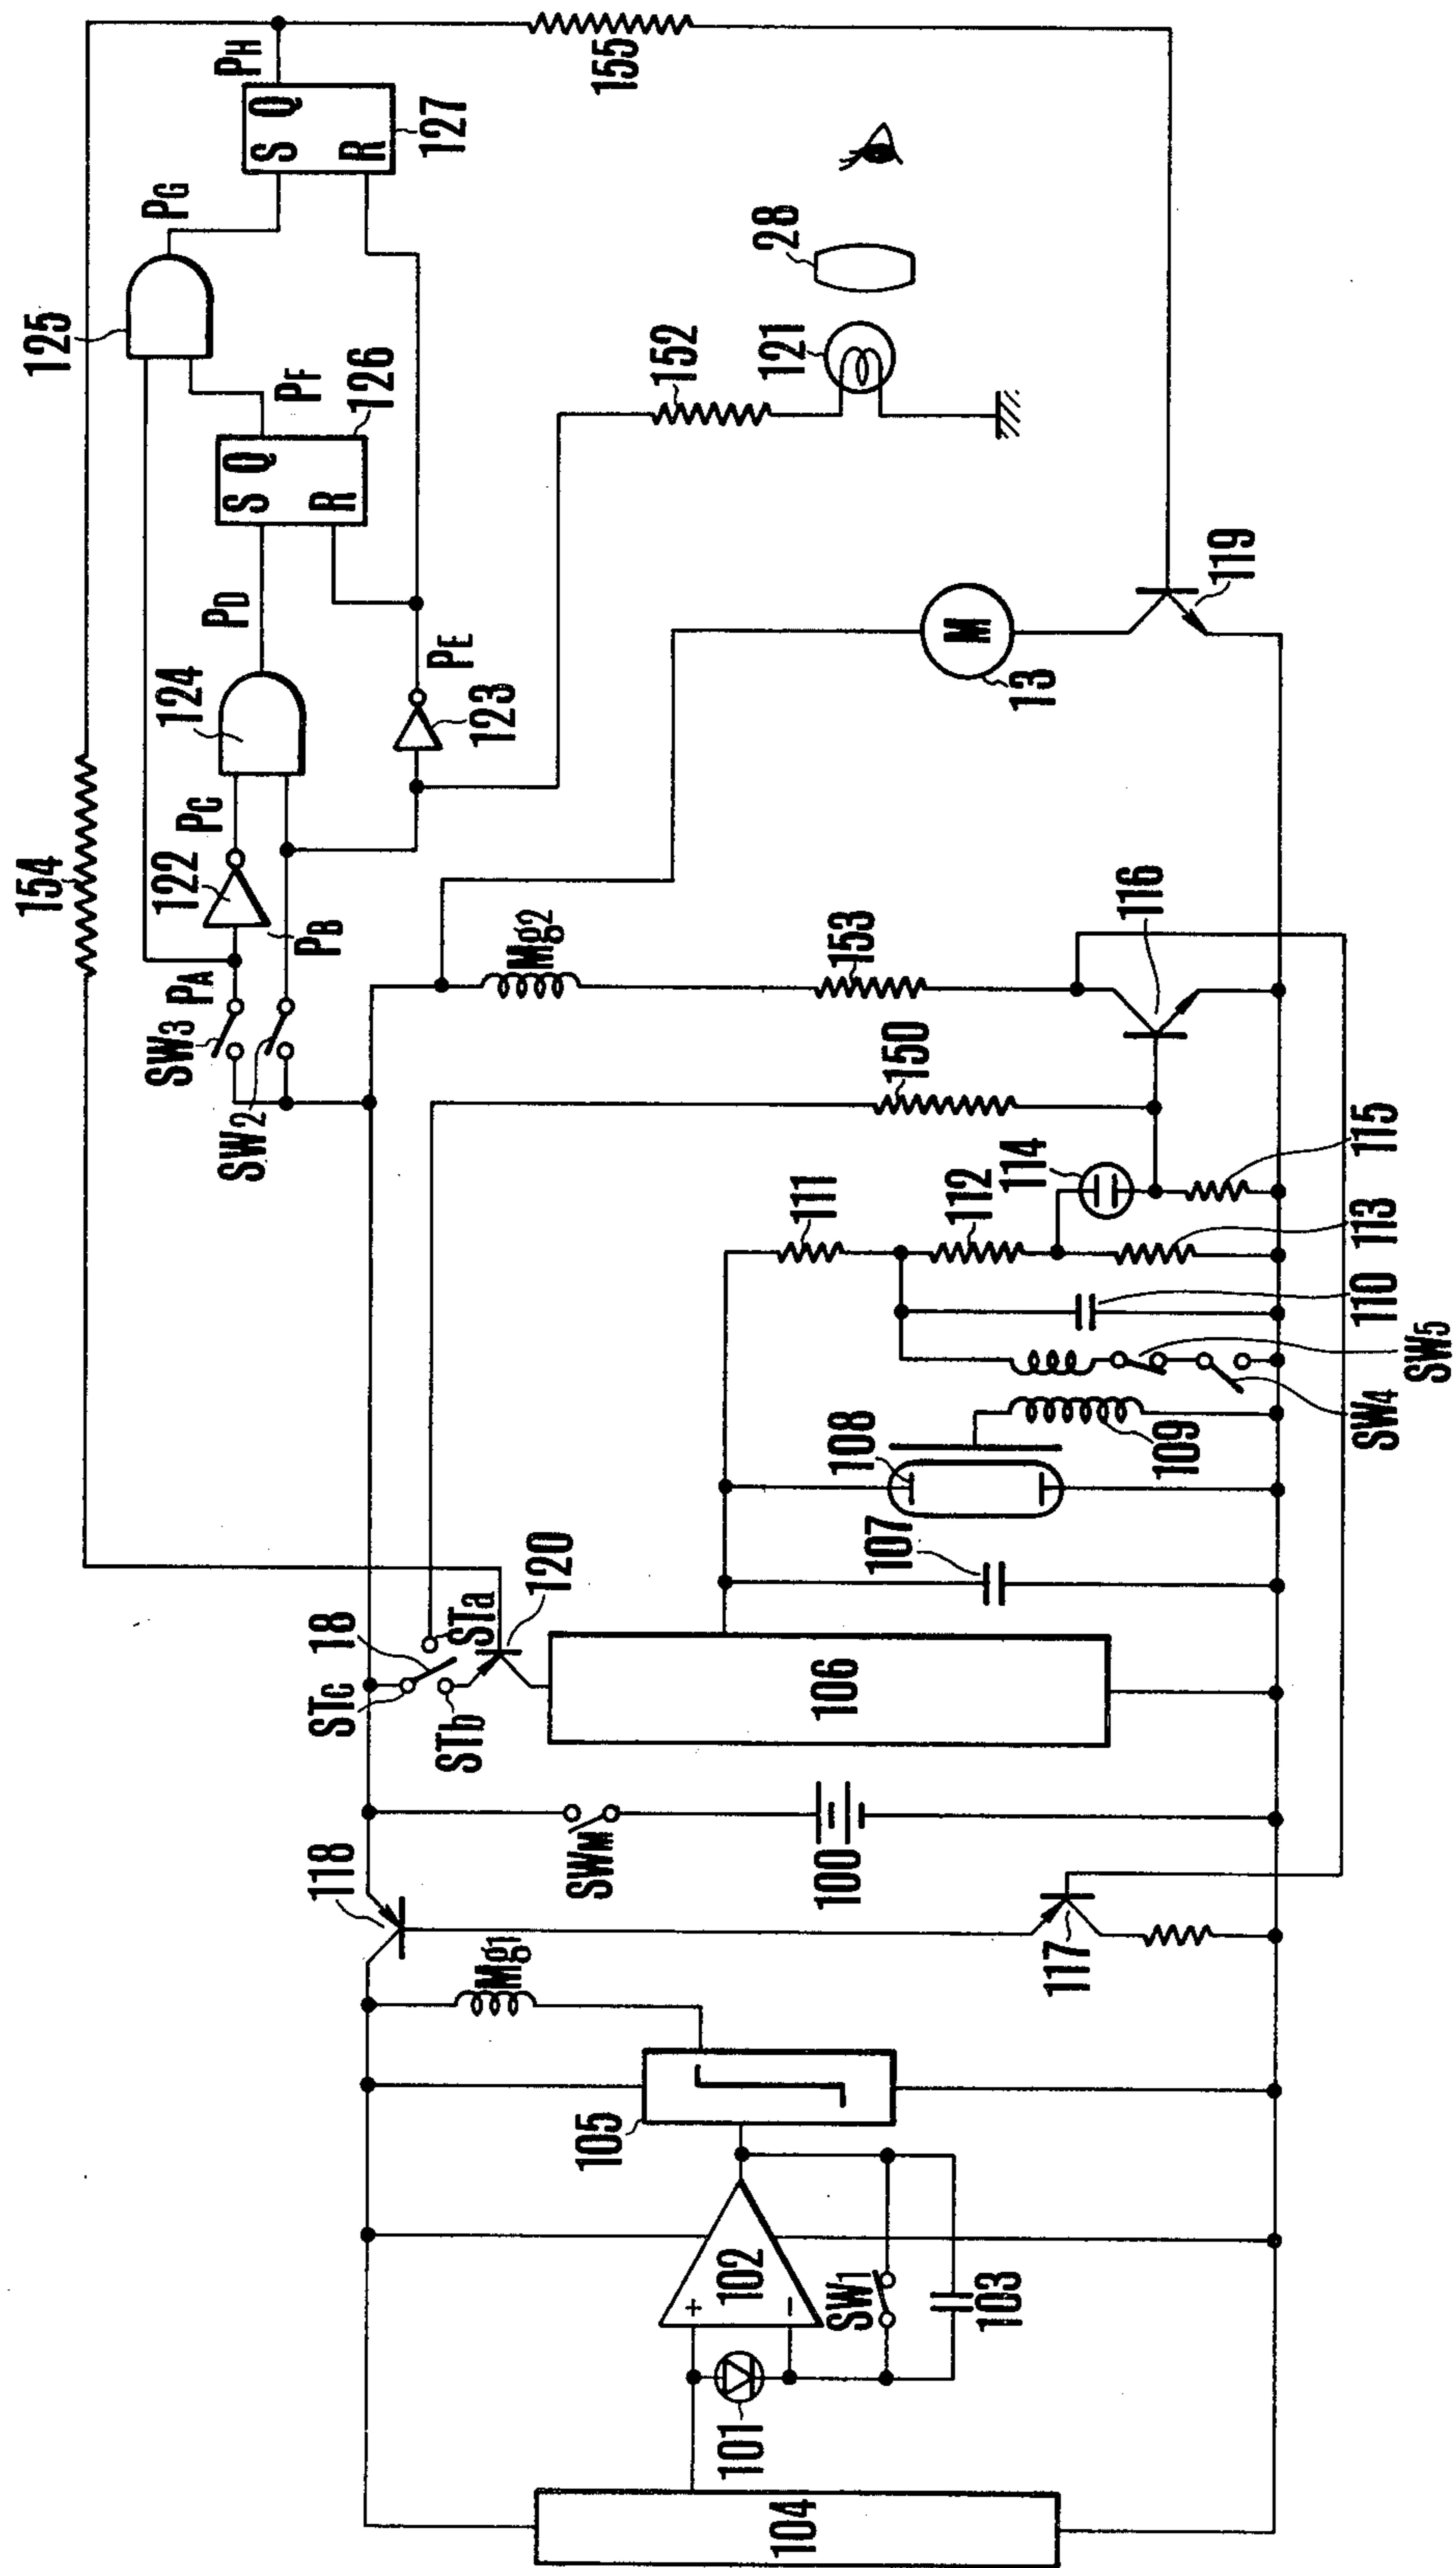 154
125
PG
PH
S Q
R
127
155
SW3
PA
122
PC
124
PD
S Q
R
PF
126
SW2
PB
123
PE
152
121
28
118
STc
18
STa
STb
120
Mg2
M
13
119
Mg1
SWM
100
106
107
108
109
111
112
114
150
153
116
117
115
113
110
SW5
SW4
104
101
102
+
−
SW1
103
105